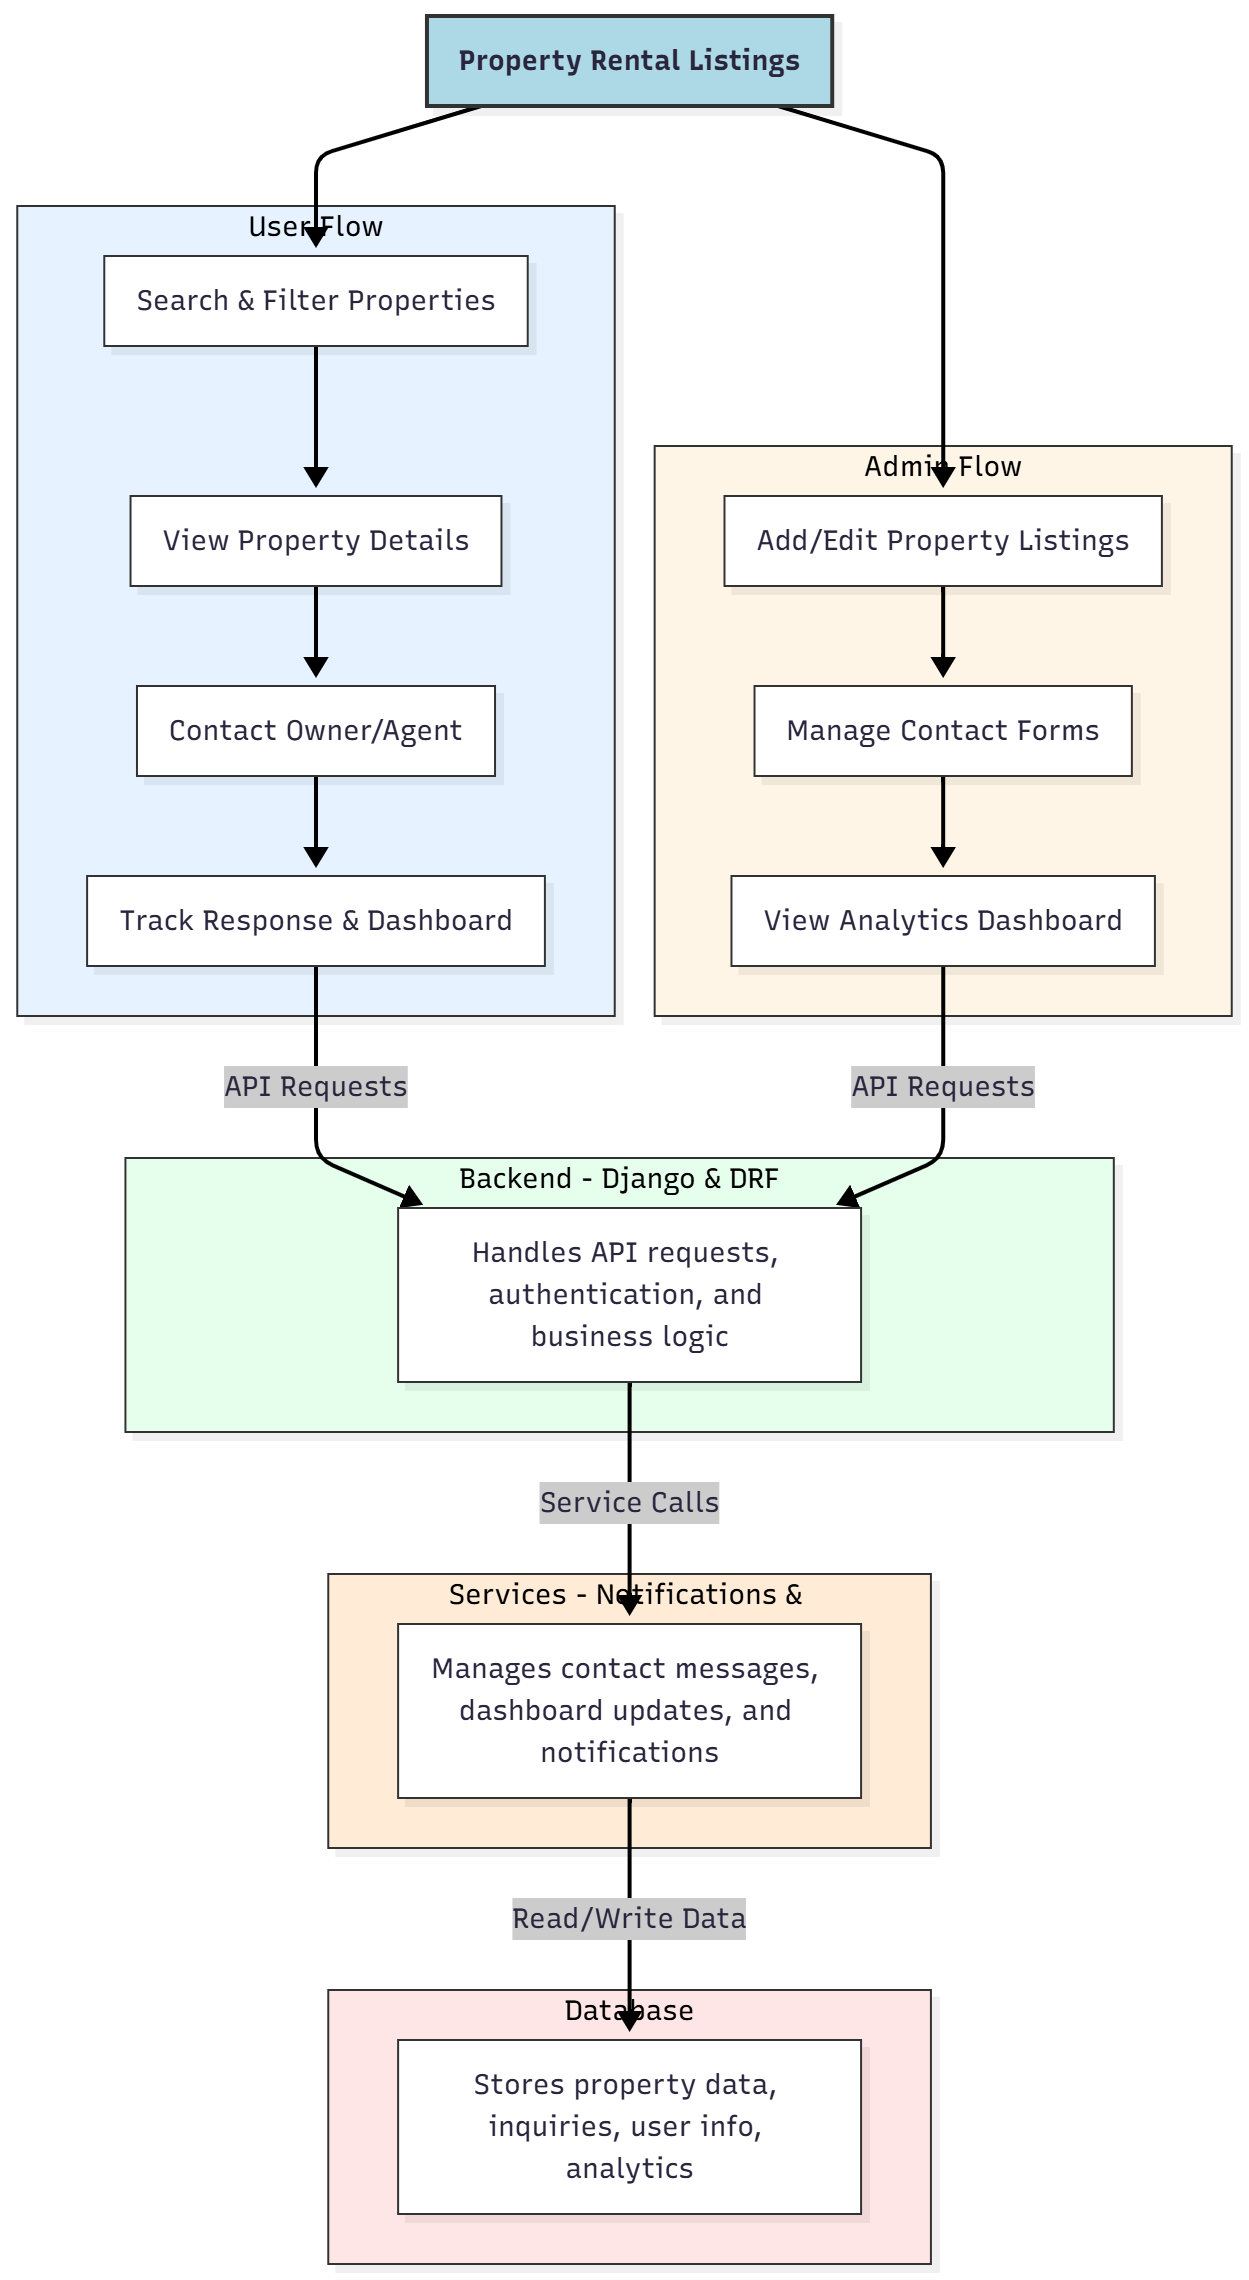 Property Rental Listings
User Flow
Search & Filter Properties
View Property Details
Contact Owner/Agent
Track Response & Dashboard
Admin Flow
Add/Edit Property Listings
Manage Contact Forms
View Analytics Dashboard
API Requests
API Requests
Backend - Django & DRF
Handles API requests,
authentication, and
business logic
Service Calls
Services - Notifications &
Manages contact messages,
dashboard updates, and
notifications
Read/Write Data
Database
Stores property data,
inquiries, user info,
analytics